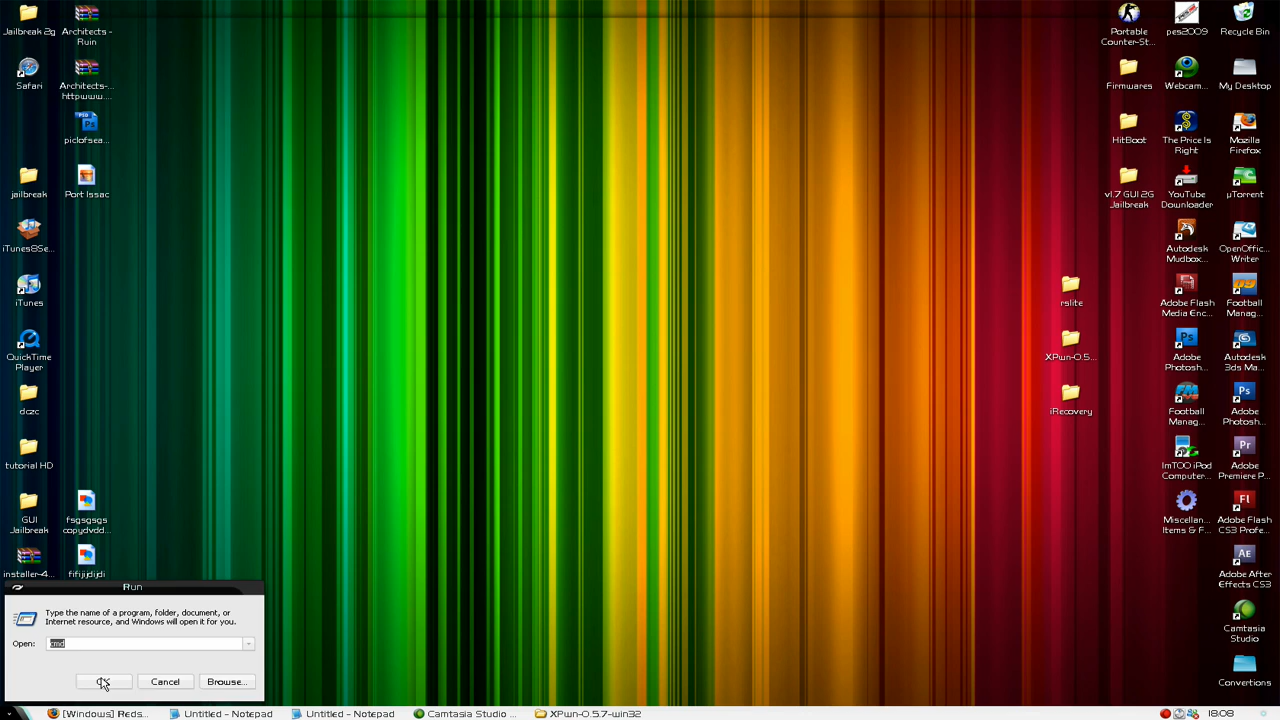 Jailbreak 2g
Architects -
Ruin
Safari
Architects-...
httpwww....
piclofsea...
jailbreak
Port Issac
iTunes8Se...
iTunes
QuickTime
Player
dczc
tutorial HD
GUI
Jailbreak
fsgsgsgs
copydvdd...
installer-4...
fifijijdijdi
Portable
Counter-St...
pes2009
Recycle Bin
Firmwares
Webcam...
My Desktop
HitBoot
The Price Is
Right
Mozilla
Firefox
v1.7 GUI 2G
Jailbreak
YouTube
Downloader
µTorrent
Autodesk
Mudbox...
OpenOffic...
Writer
rslite
Adobe Flash
Media Enc...
Football
Manag...
XPwn-0.5...
Adobe
Photosh...
Autodesk
3ds Ma...
iRecovery
Football
Manag...
Adobe
Photosh...
ImTOO iPod
Computer...
Adobe
Premiere P...
Miscellan...
Items & F...
Adobe Flash
CS3 Profe...
Adobe After
Effects CS3
Camtasia
Studio
Convertions
Run
Type the name of a program, folder, document, or
Internet resource, and Windows will open it for you.
Open: cmd
OK Cancel Browse...
[Windows] Reds... Untitled - Notepad Untitled - Notepad Camtasia Studio ... XPwn-0.5.7-win32 18:08